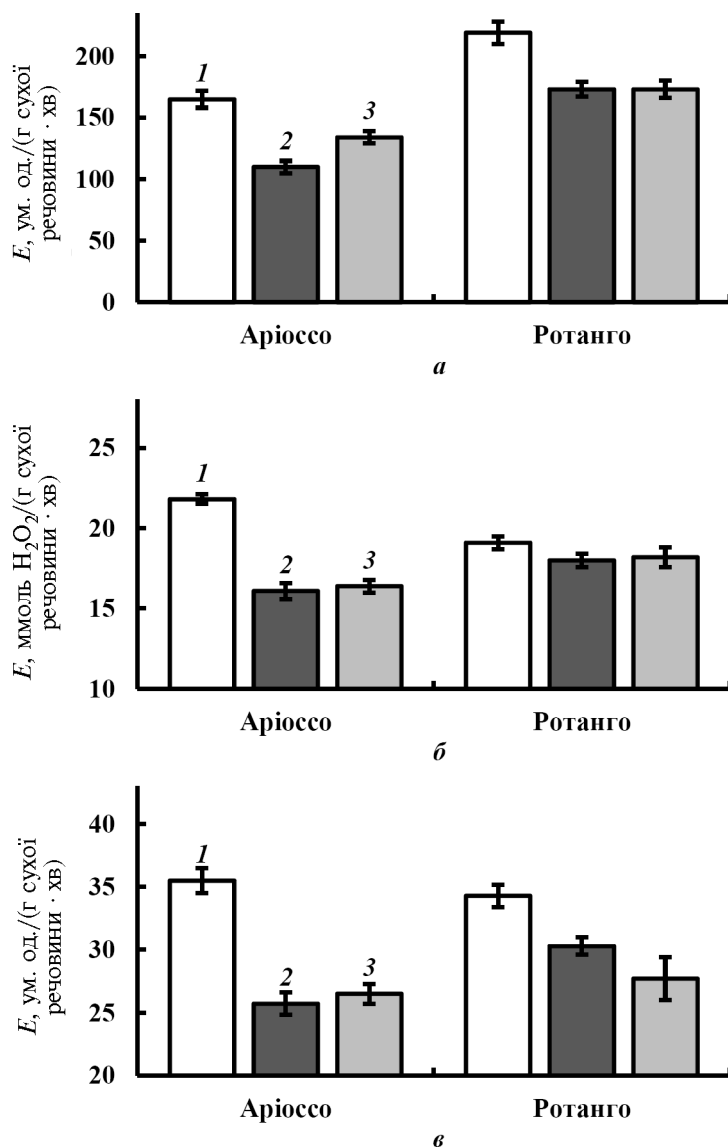 E, ум. од./(г сухої
речовини · хв)
200
150
100
50
0
1
2
3
Аріоссо
Ротанго
а
E, ммоль H₂O₂/(г сухої
речовини · хв)
25
20
15
10
1
2
3
Аріоссо
Ротанго
б
E, ум. од./(г сухої
речовини · хв)
40
35
30
25
20
1
2
3
Аріоссо
Ротанго
в